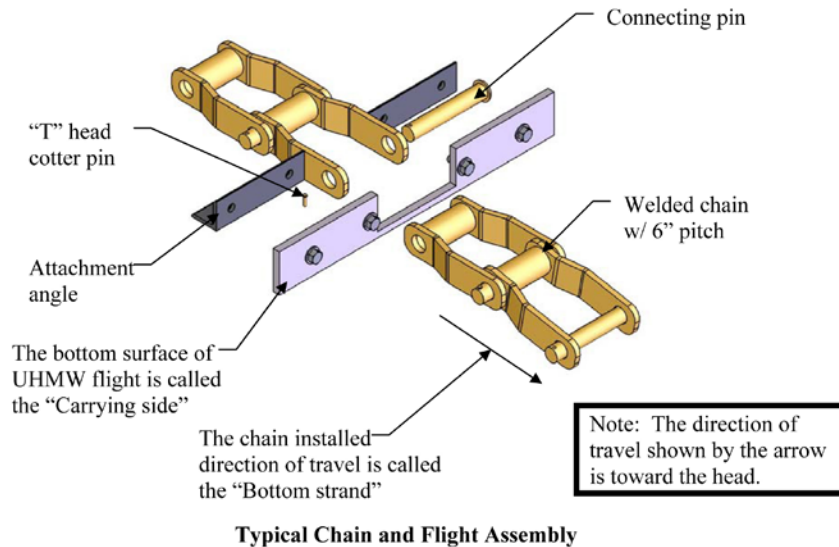 Connecting pin
“T” head
cotter pin
Welded chain
w/ 6” pitch
Attachment
angle
The bottom surface of
UHMW flight is called
the “Carrying side”
The chain installed
direction of travel is called
the “Bottom strand”
Note:  The direction of
travel shown by the arrow
is toward the head.
Typical Chain and Flight Assembly